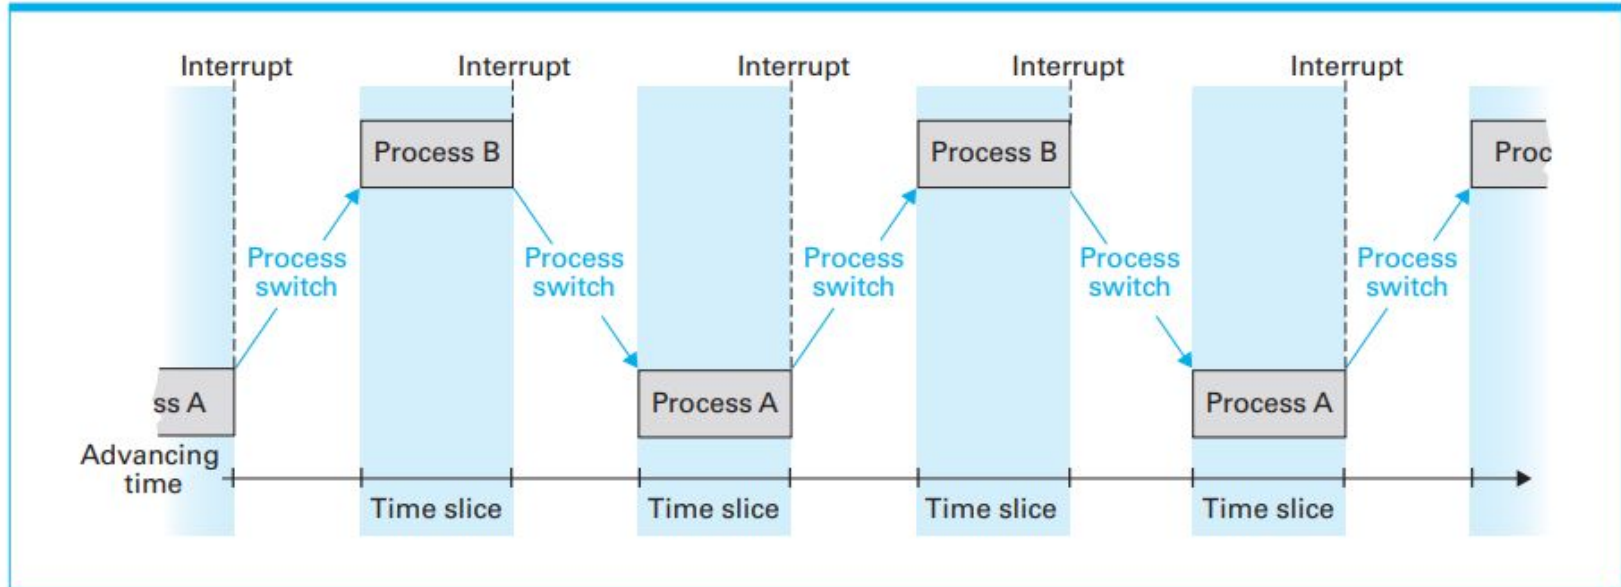 Interrupt Interrupt Interrupt Interrupt Interrupt
Process B Process B Proc
Process Process Process Process Process
switch switch switch switch switch
ss A Process A Process A
Advancing
time
Time slice Time slice Time slice Time slice